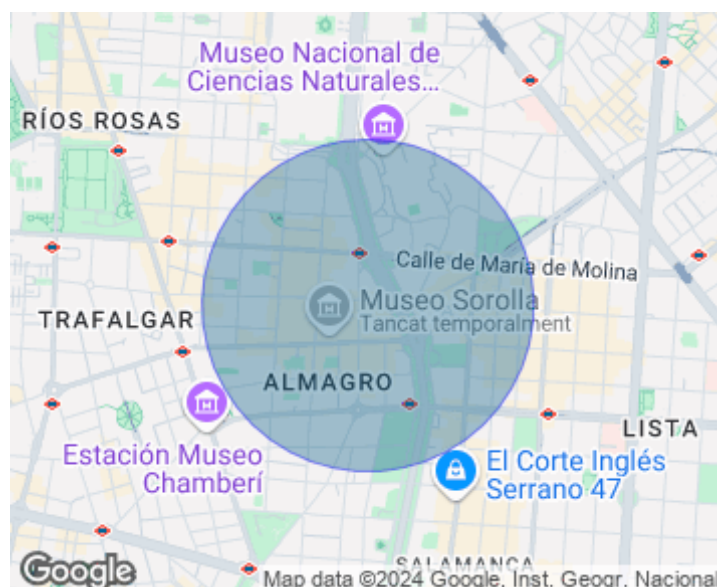 Museo Nacional de
Ciencias Naturales...
RÍOS ROSAS
Calle de María de Molina
Museo Sorolla
Tancat temporalment
TRAFALGAR
ALMAGRO
LISTA
Estación Museo
Chamberí
El Corte Inglés
Serrano 47
SALAMANCA
Google
Map data ©2024 Google, Inst. Geogr. Nacional